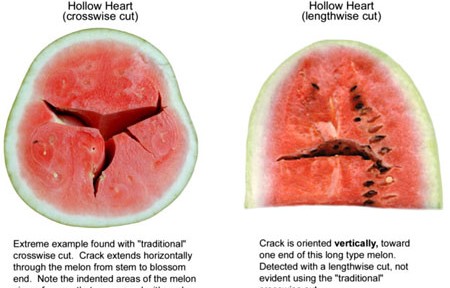 Hollow Heart
(crosswise cut)
Hollow Heart
(lengthwise cut)
Extreme example found with "traditional"
crosswise cut. Crack extends horizontally
through the melon from stem to blossom
end. Note the indented areas of the melon
Crack is oriented vertically, toward
one end of this long type melon.
Detected with a lengthwise cut, not
evident using the "traditional"